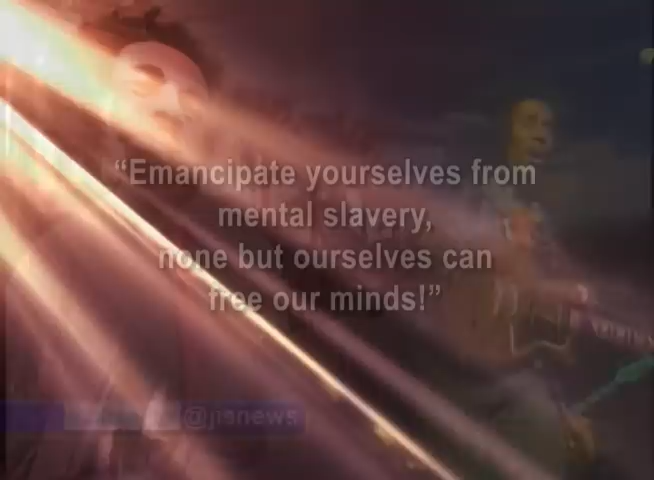 “Emancipate yourselves from
mental slavery,
none but ourselves can
free our minds!”
@jisnews